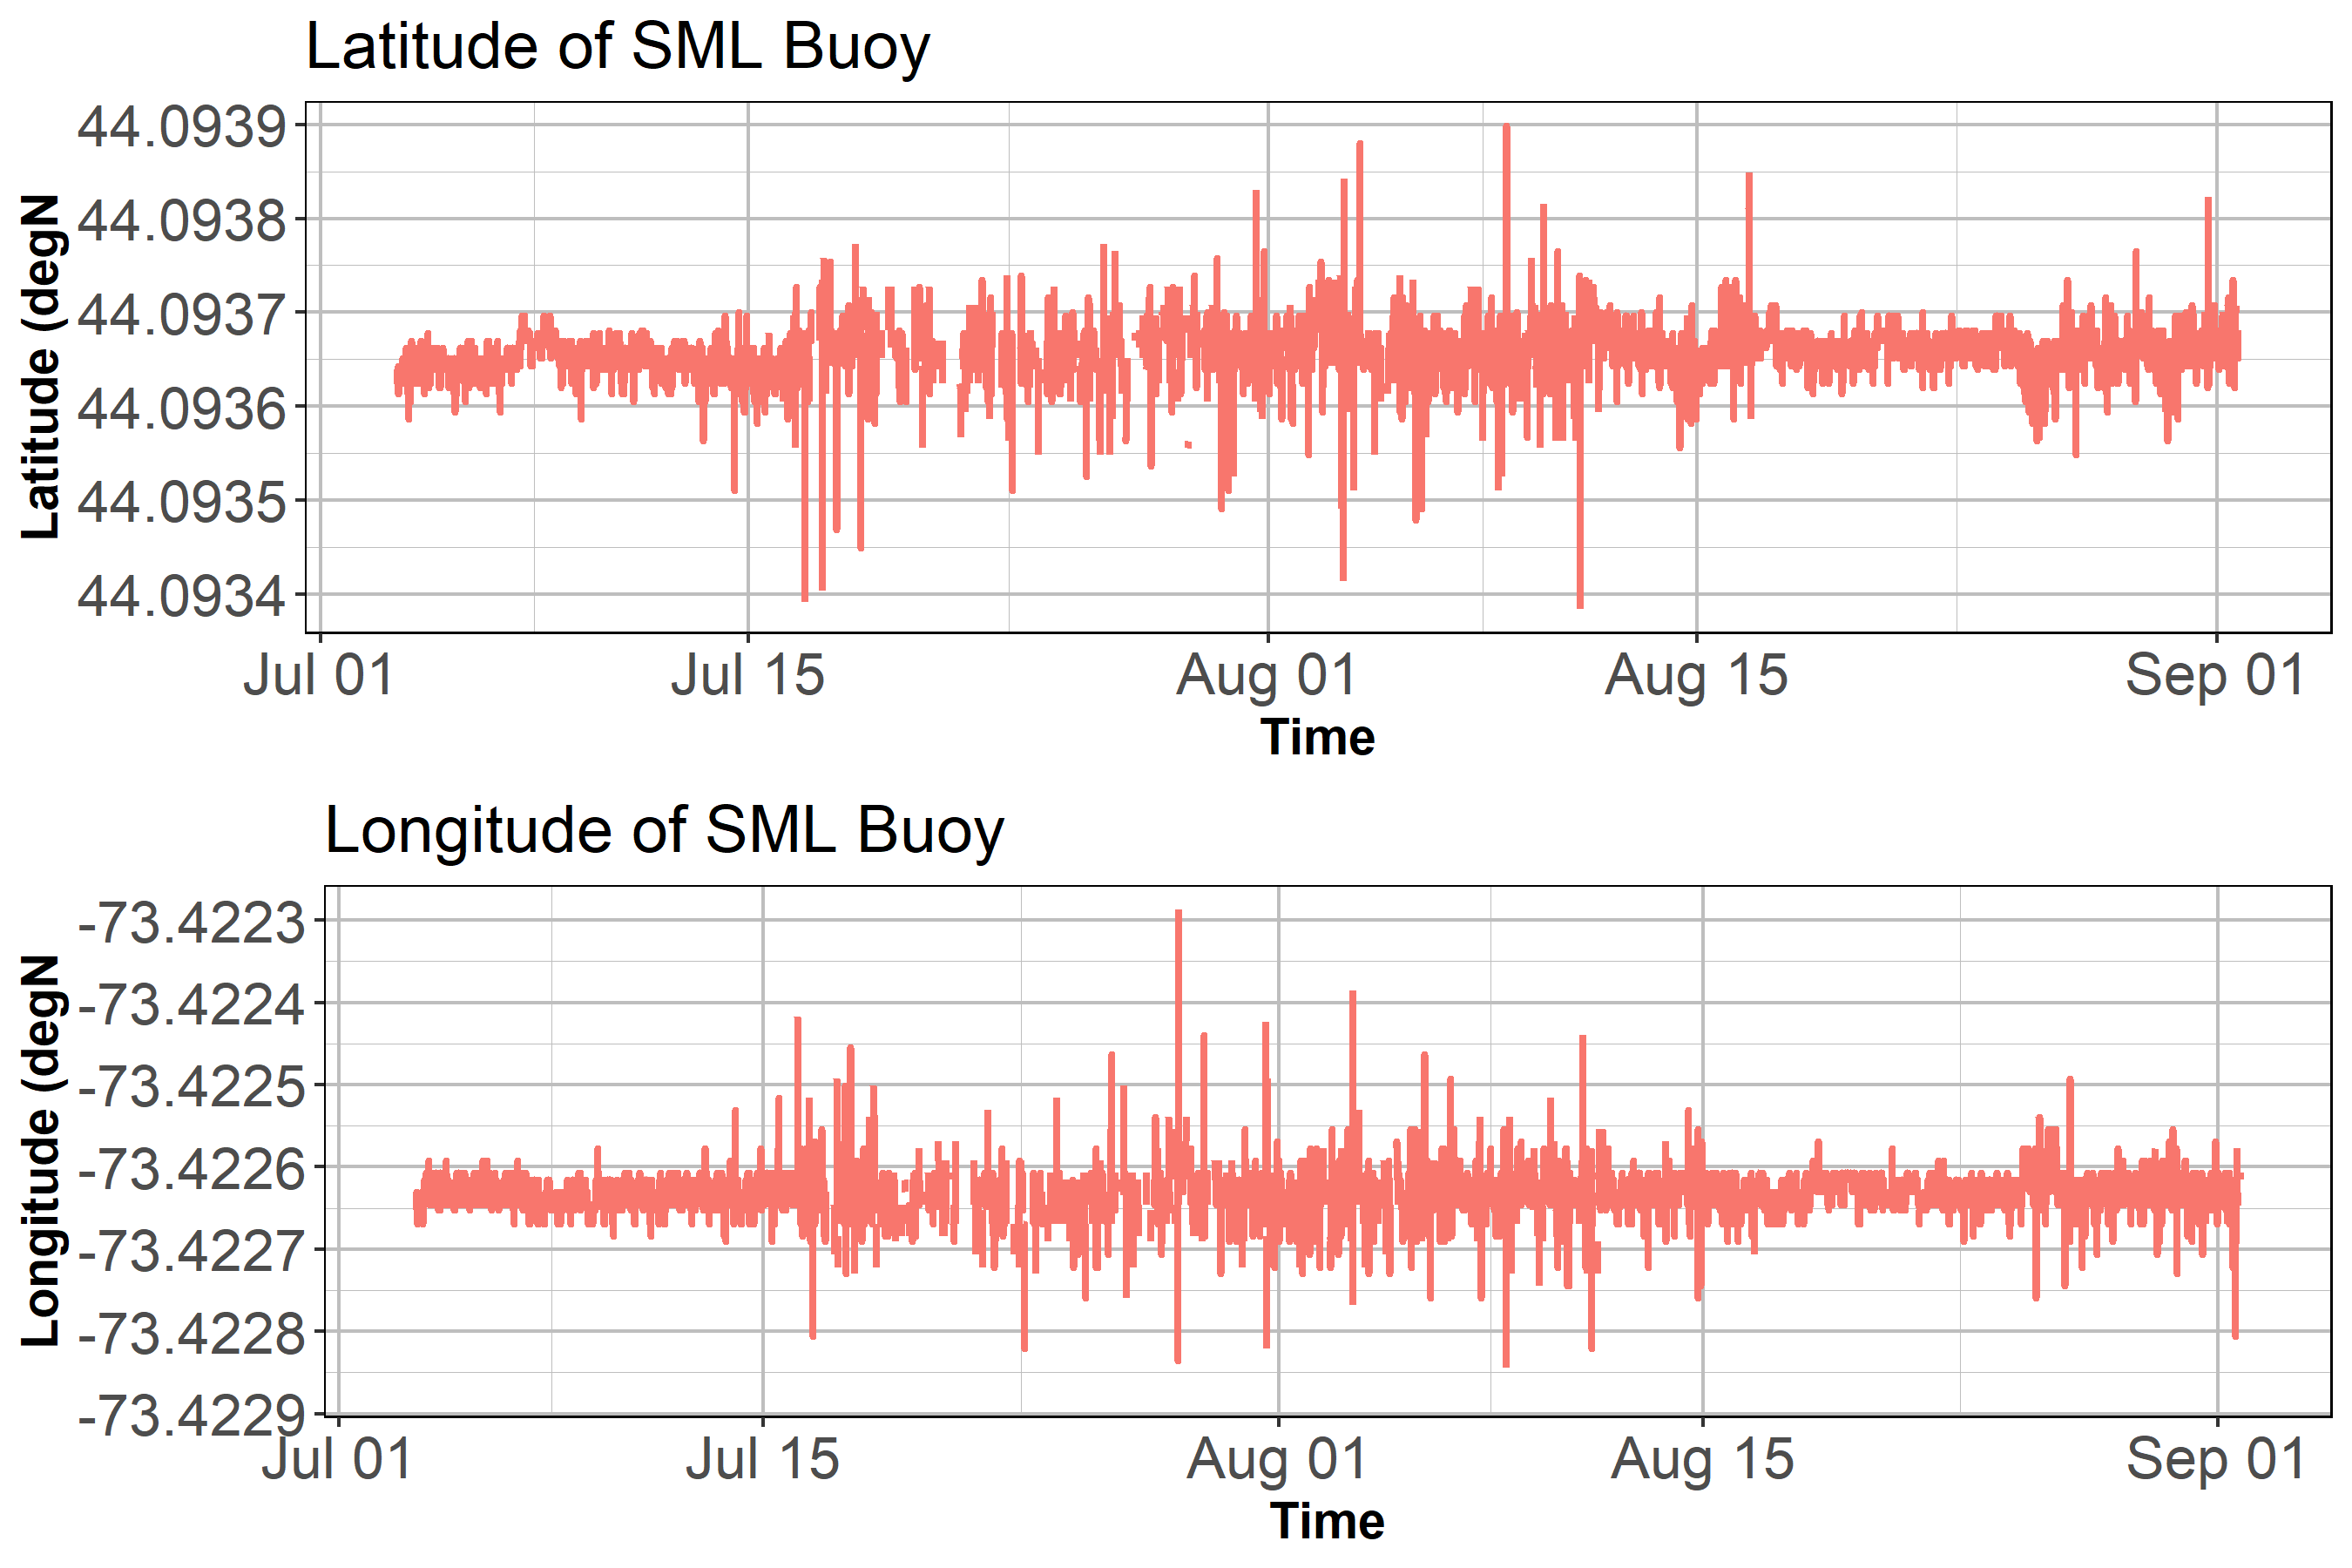 Latitude of SML Buoy
Latitude (degN
44.0939
44.0938
44.0937
44.0936
44.0935
44.0934
Jul 01 Jul 15 Aug 01 Aug 15 Sep 01
Time
Longitude of SML Buoy
Longitude (degN
-73.4223
-73.4224
-73.4225
-73.4226
-73.4227
-73.4228
-73.4229
Jul 01 Jul 15 Aug 01 Aug 15 Sep 01
Time